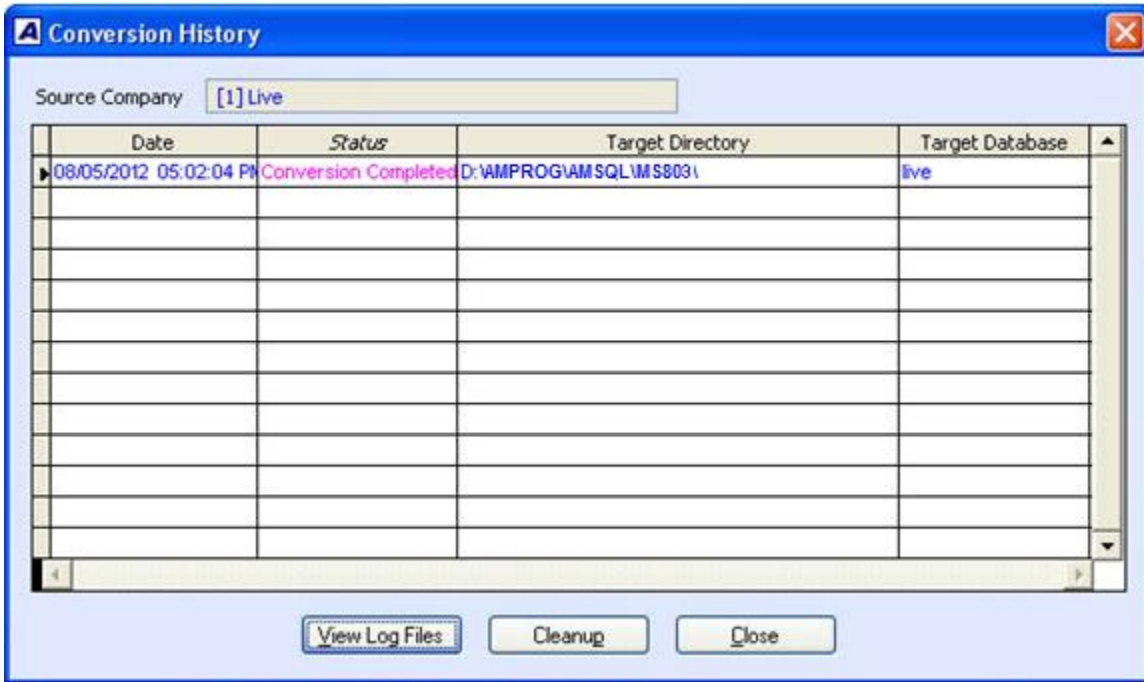 A Conversion History
Source Company [1] Live
Date Status Target Directory Target Database
08/05/2012 05:02:04 PM Conversion Completed D:\AMPROG\AMSQL\MS803\ live
View Log Files Cleanup Close